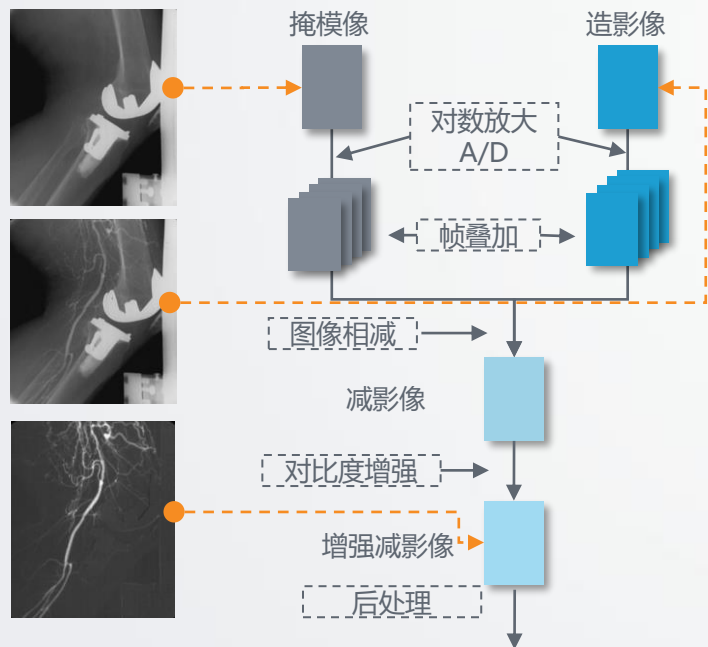 掩模像
造影像
对数放大
A/D
帧叠加
图像相减
减影像
对比度增强
增强减影像
后处理